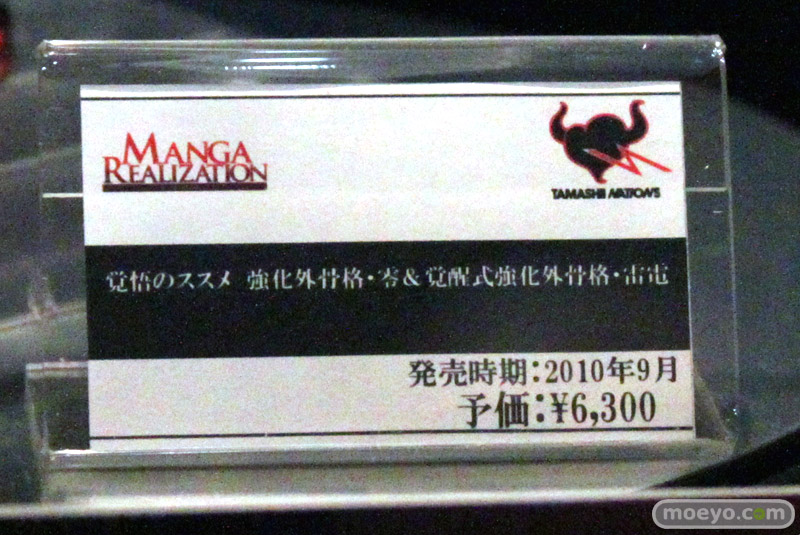 MANGA
REALIZATION
TAMASHII NATIONS
覚悟のススメ 強化外骨格・零＆覚醒式強化外骨格・雷電
発売時期：2010年9月
予価：¥6,300
moeyo.com